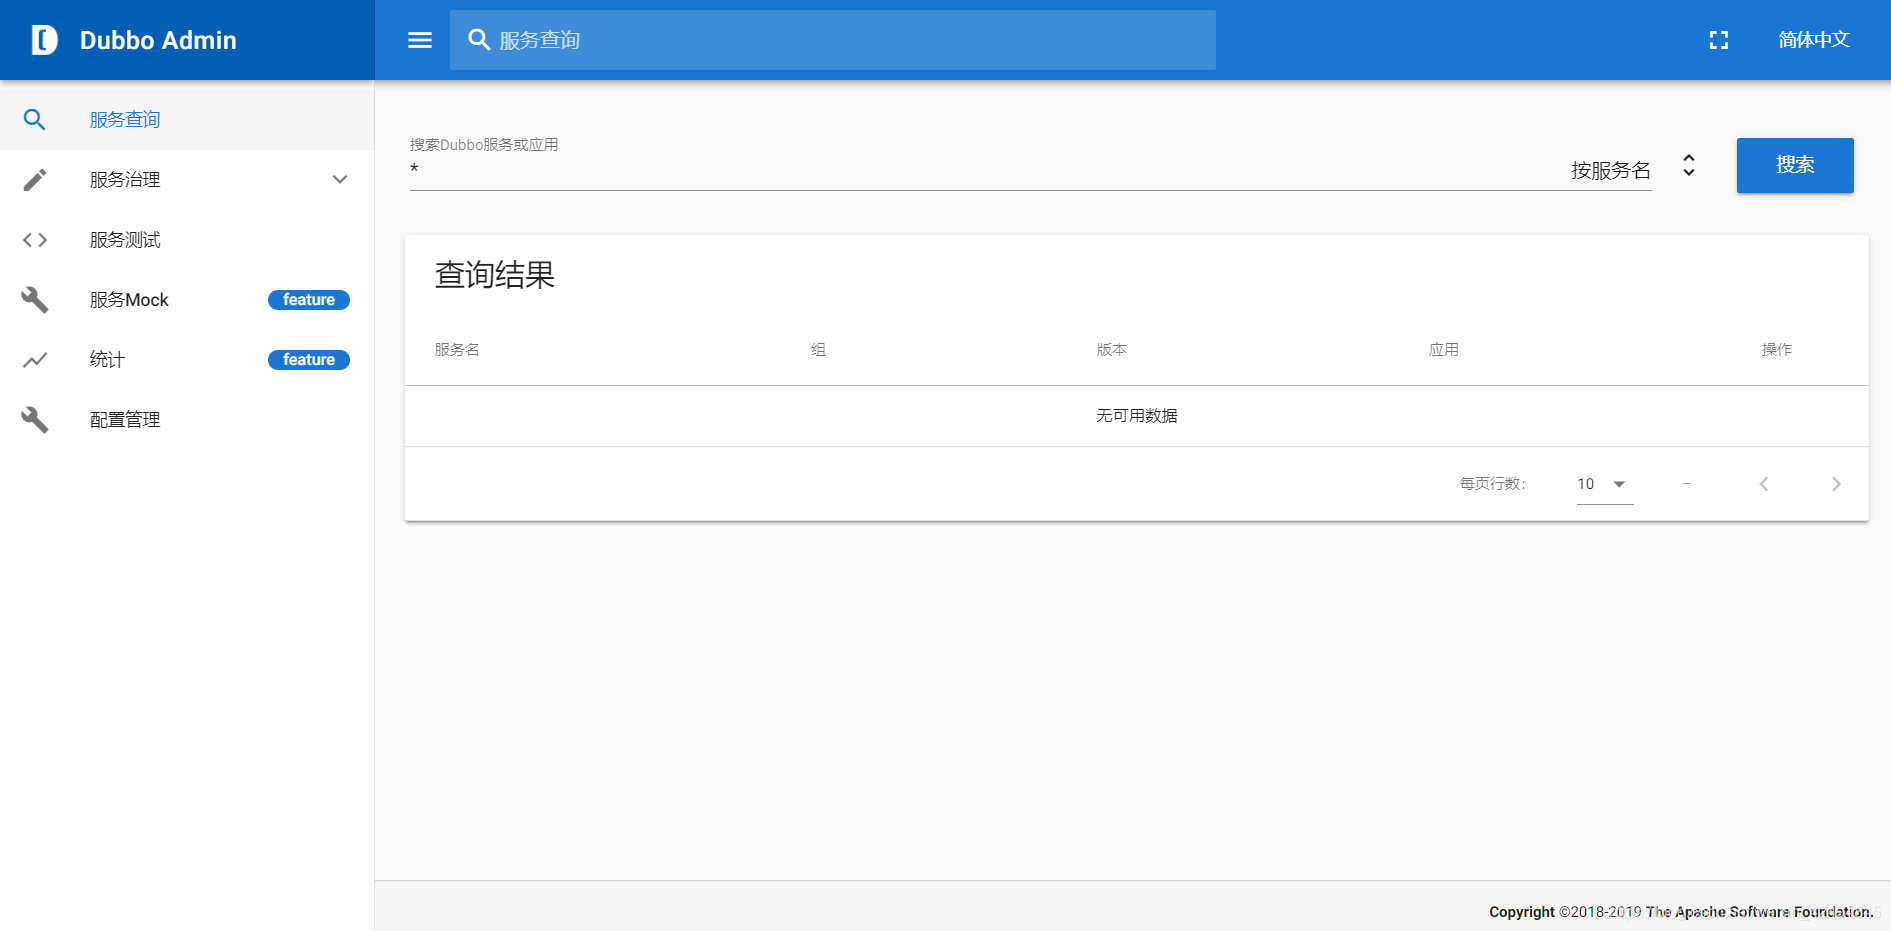 Dubbo Admin
服务查询
简体中文
服务查询
服务治理
服务测试
服务Mock
feature
统计
feature
配置管理
搜索Dubbo服务或应用
*
按服务名
搜索
查询结果
服务名 组 版本 应用 操作
无可用数据
每页行数: 10 –
Copyright ©2018-2019 The Apache Software Foundation.